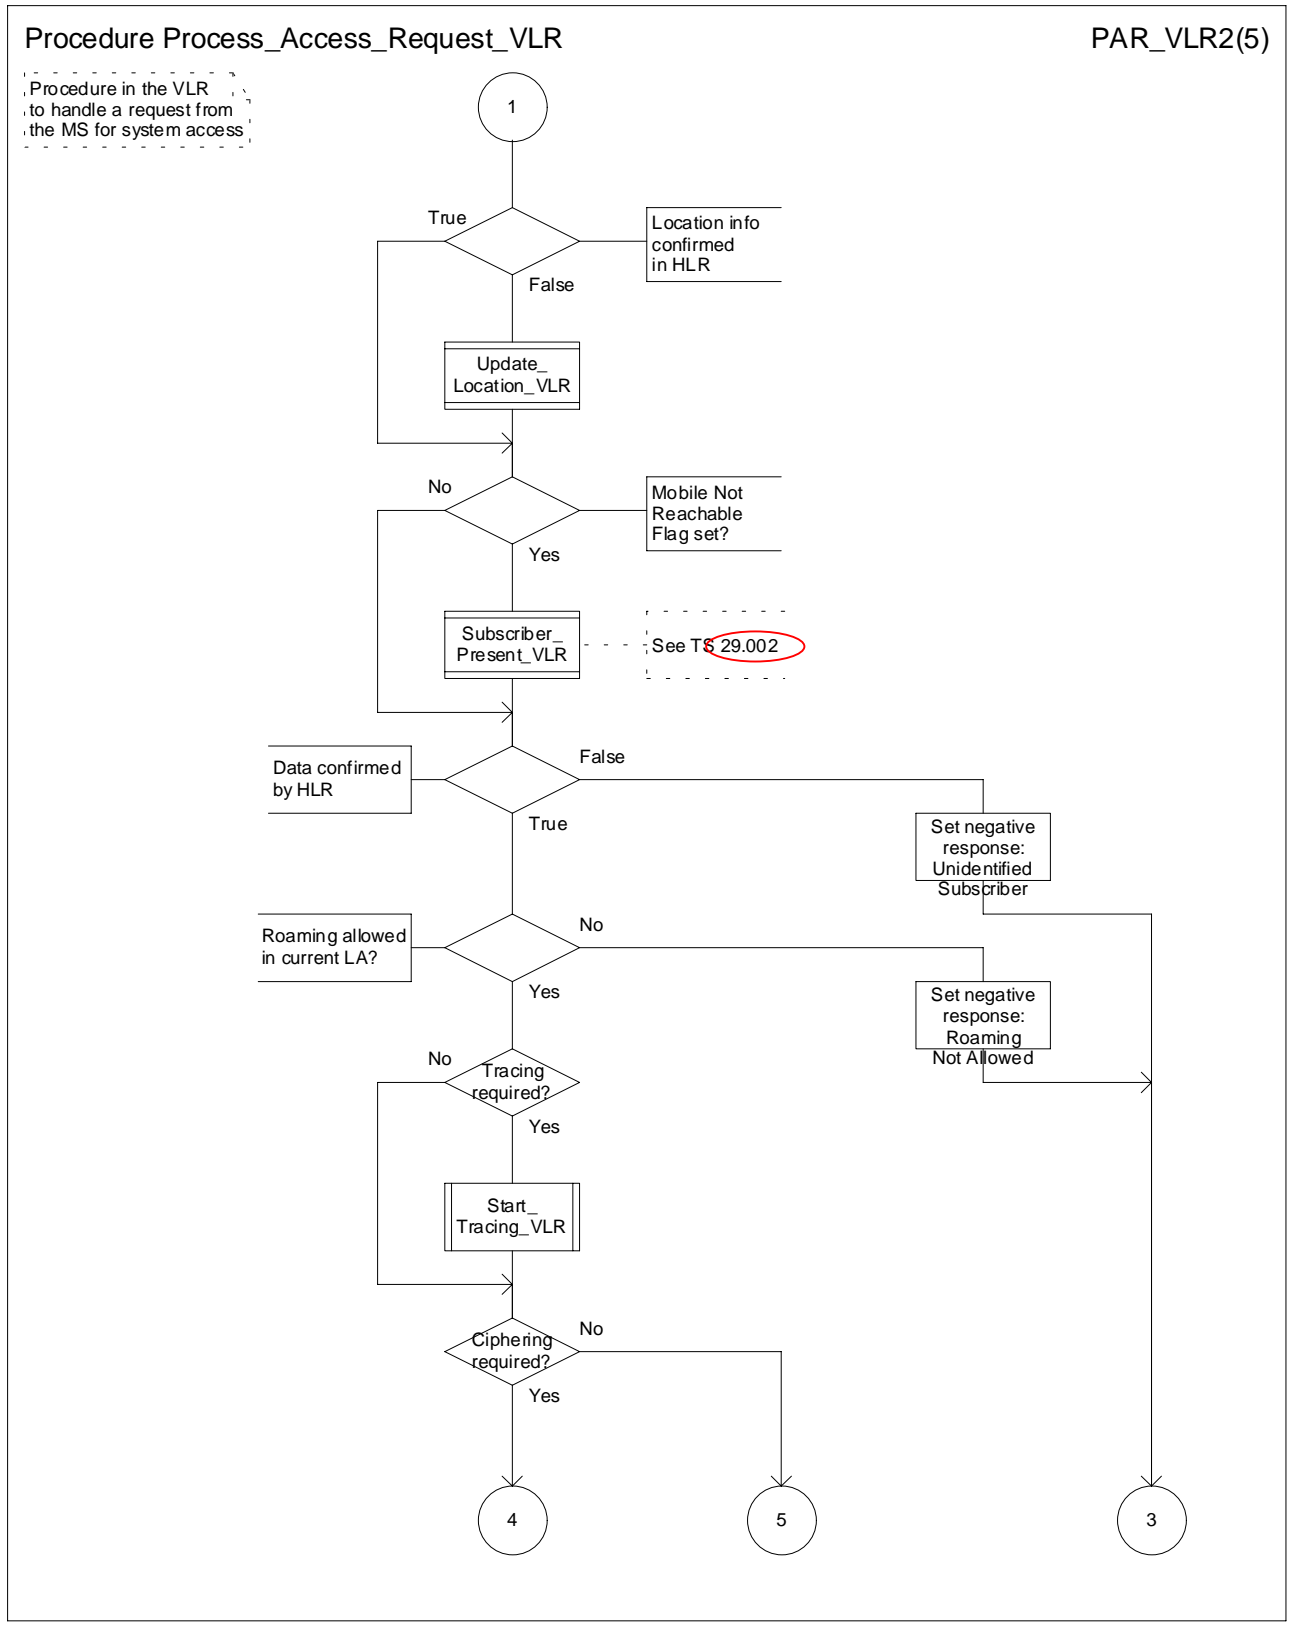 Procedure Process_Access_Request_VLR
PAR_VLR2(5)
Procedure in the VLR
to handle a request from
the MS for system access
1
True
Location info
confirmed
in HLR
False
Update_
Location_VLR
No
Mobile Not
Reachable
Flag set?
Yes
Subscriber_
Present_VLR
See TS 29.002
Data confirmed
by HLR
False
True
Set negative
response:
Unidentified
Subscriber
Roaming allowed
in current LA?
No
Yes
Set negative
response:
Roaming
Not Allowed
No
Tracing
required?
Yes
Start_
Tracing_VLR
Ciphering
required?
No
Yes
4
5
3